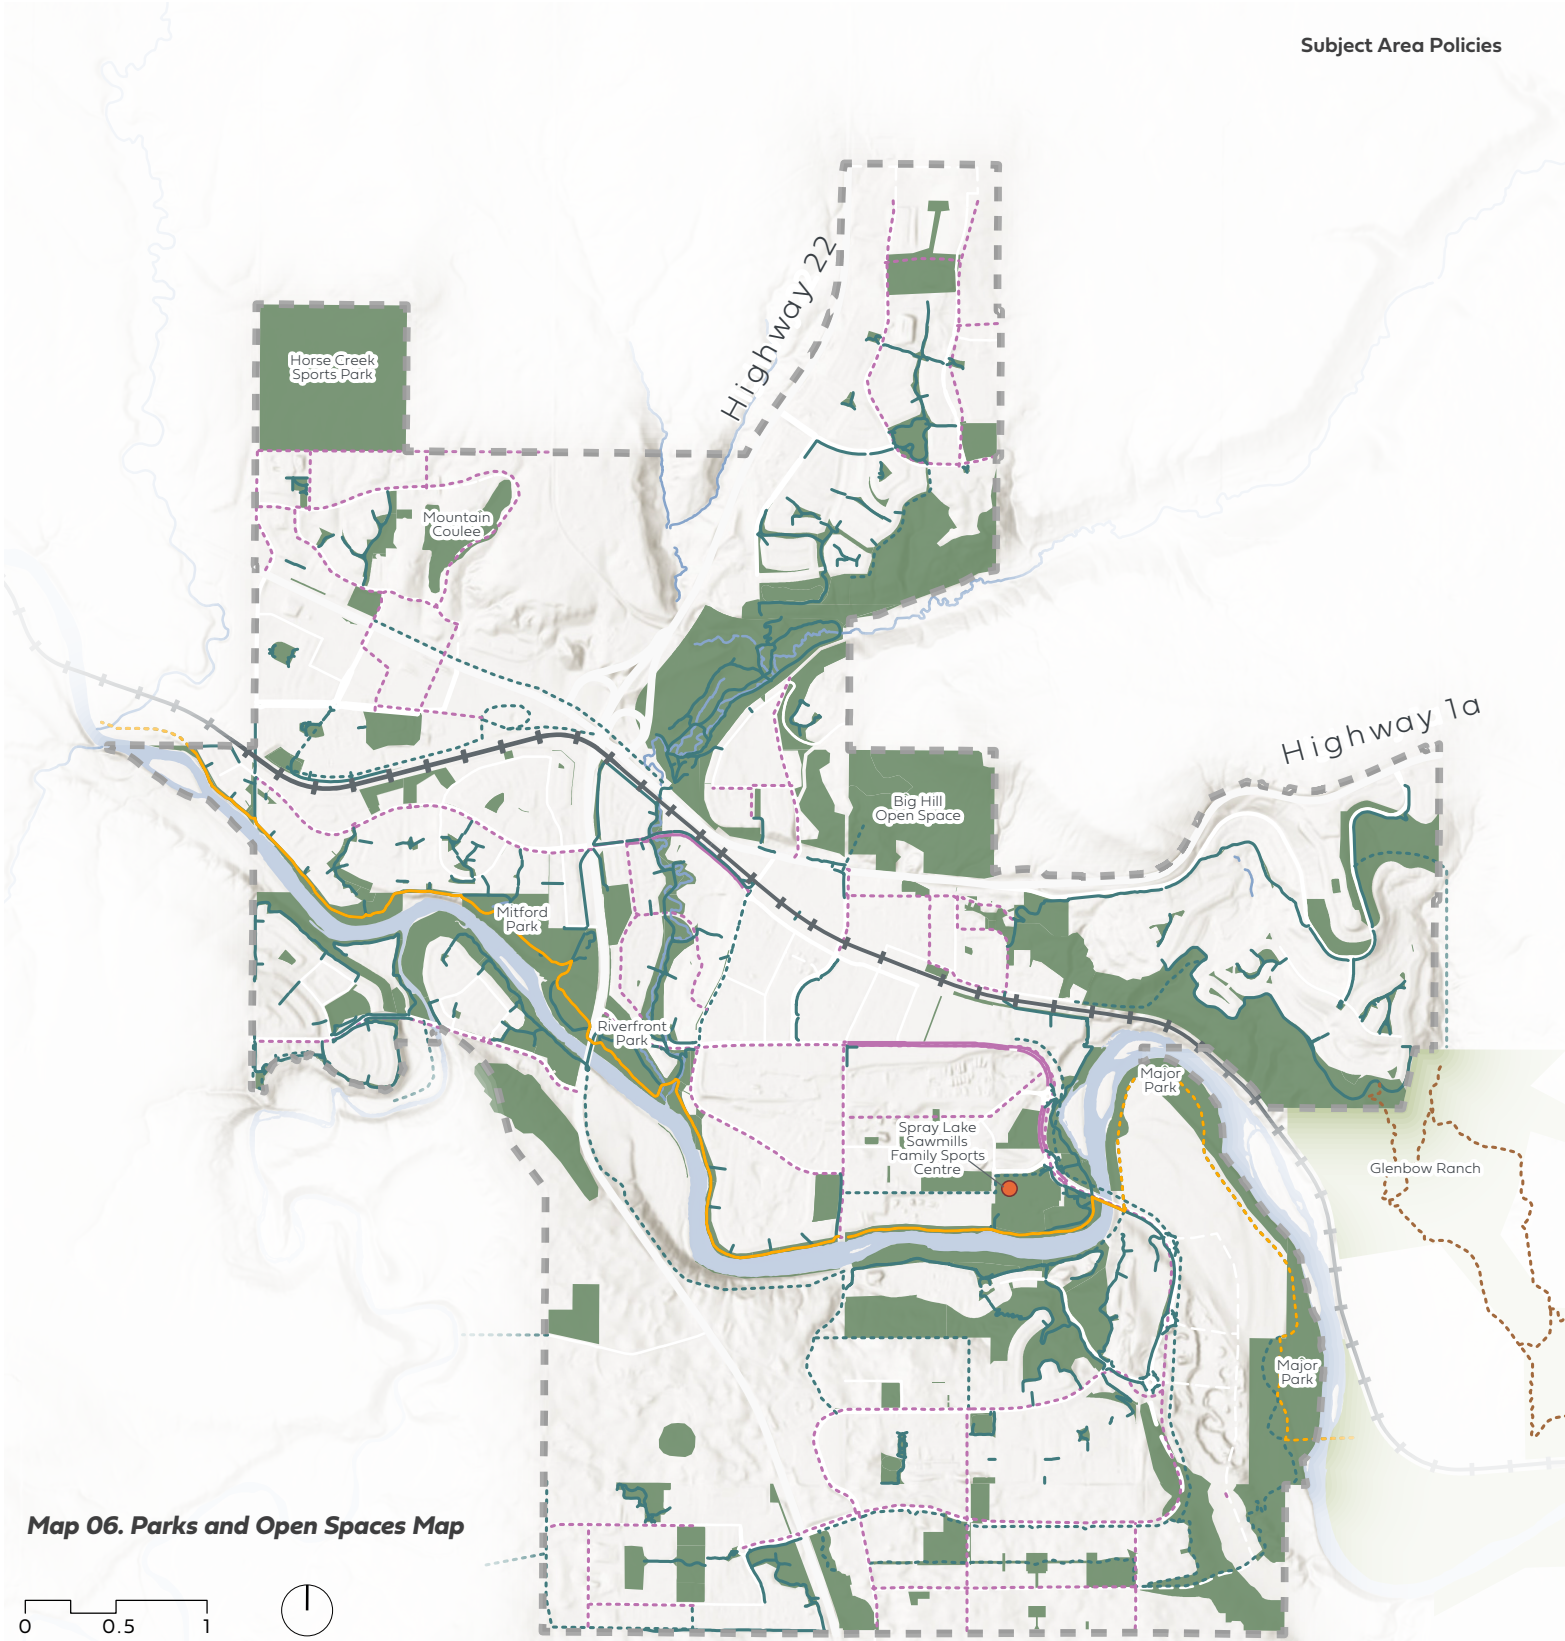 Subject Area Policies
Highway 22
Horse Creek
Sports Park
Mountain
Coulee
Highway 1a
Big Hill
Open Space
Mitford
Park
Riverfront
Park
Major
Park
Spray Lake
Sawmills
Family Sports
Centre
Glenbow Ranch
Major
Park
Map 06. Parks and Open Spaces Map
0 0.5 1